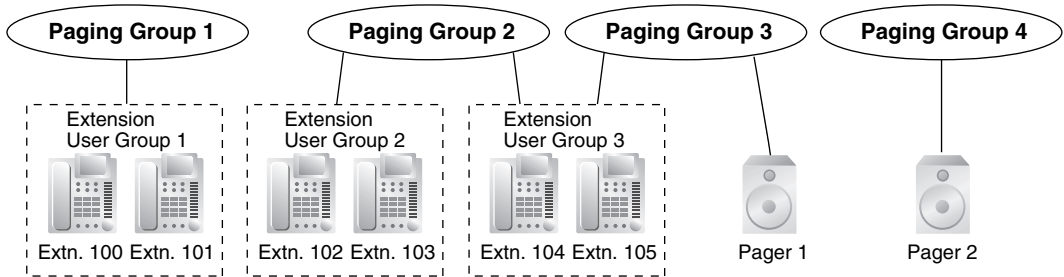 Paging Group 1
Paging Group 2
Paging Group 3
Paging Group 4
Extension
User Group 1
Extension
User Group 2
Extension
User Group 3
Extn. 100 Extn. 101
Extn. 102 Extn. 103
Extn. 104 Extn. 105
Pager 1
Pager 2